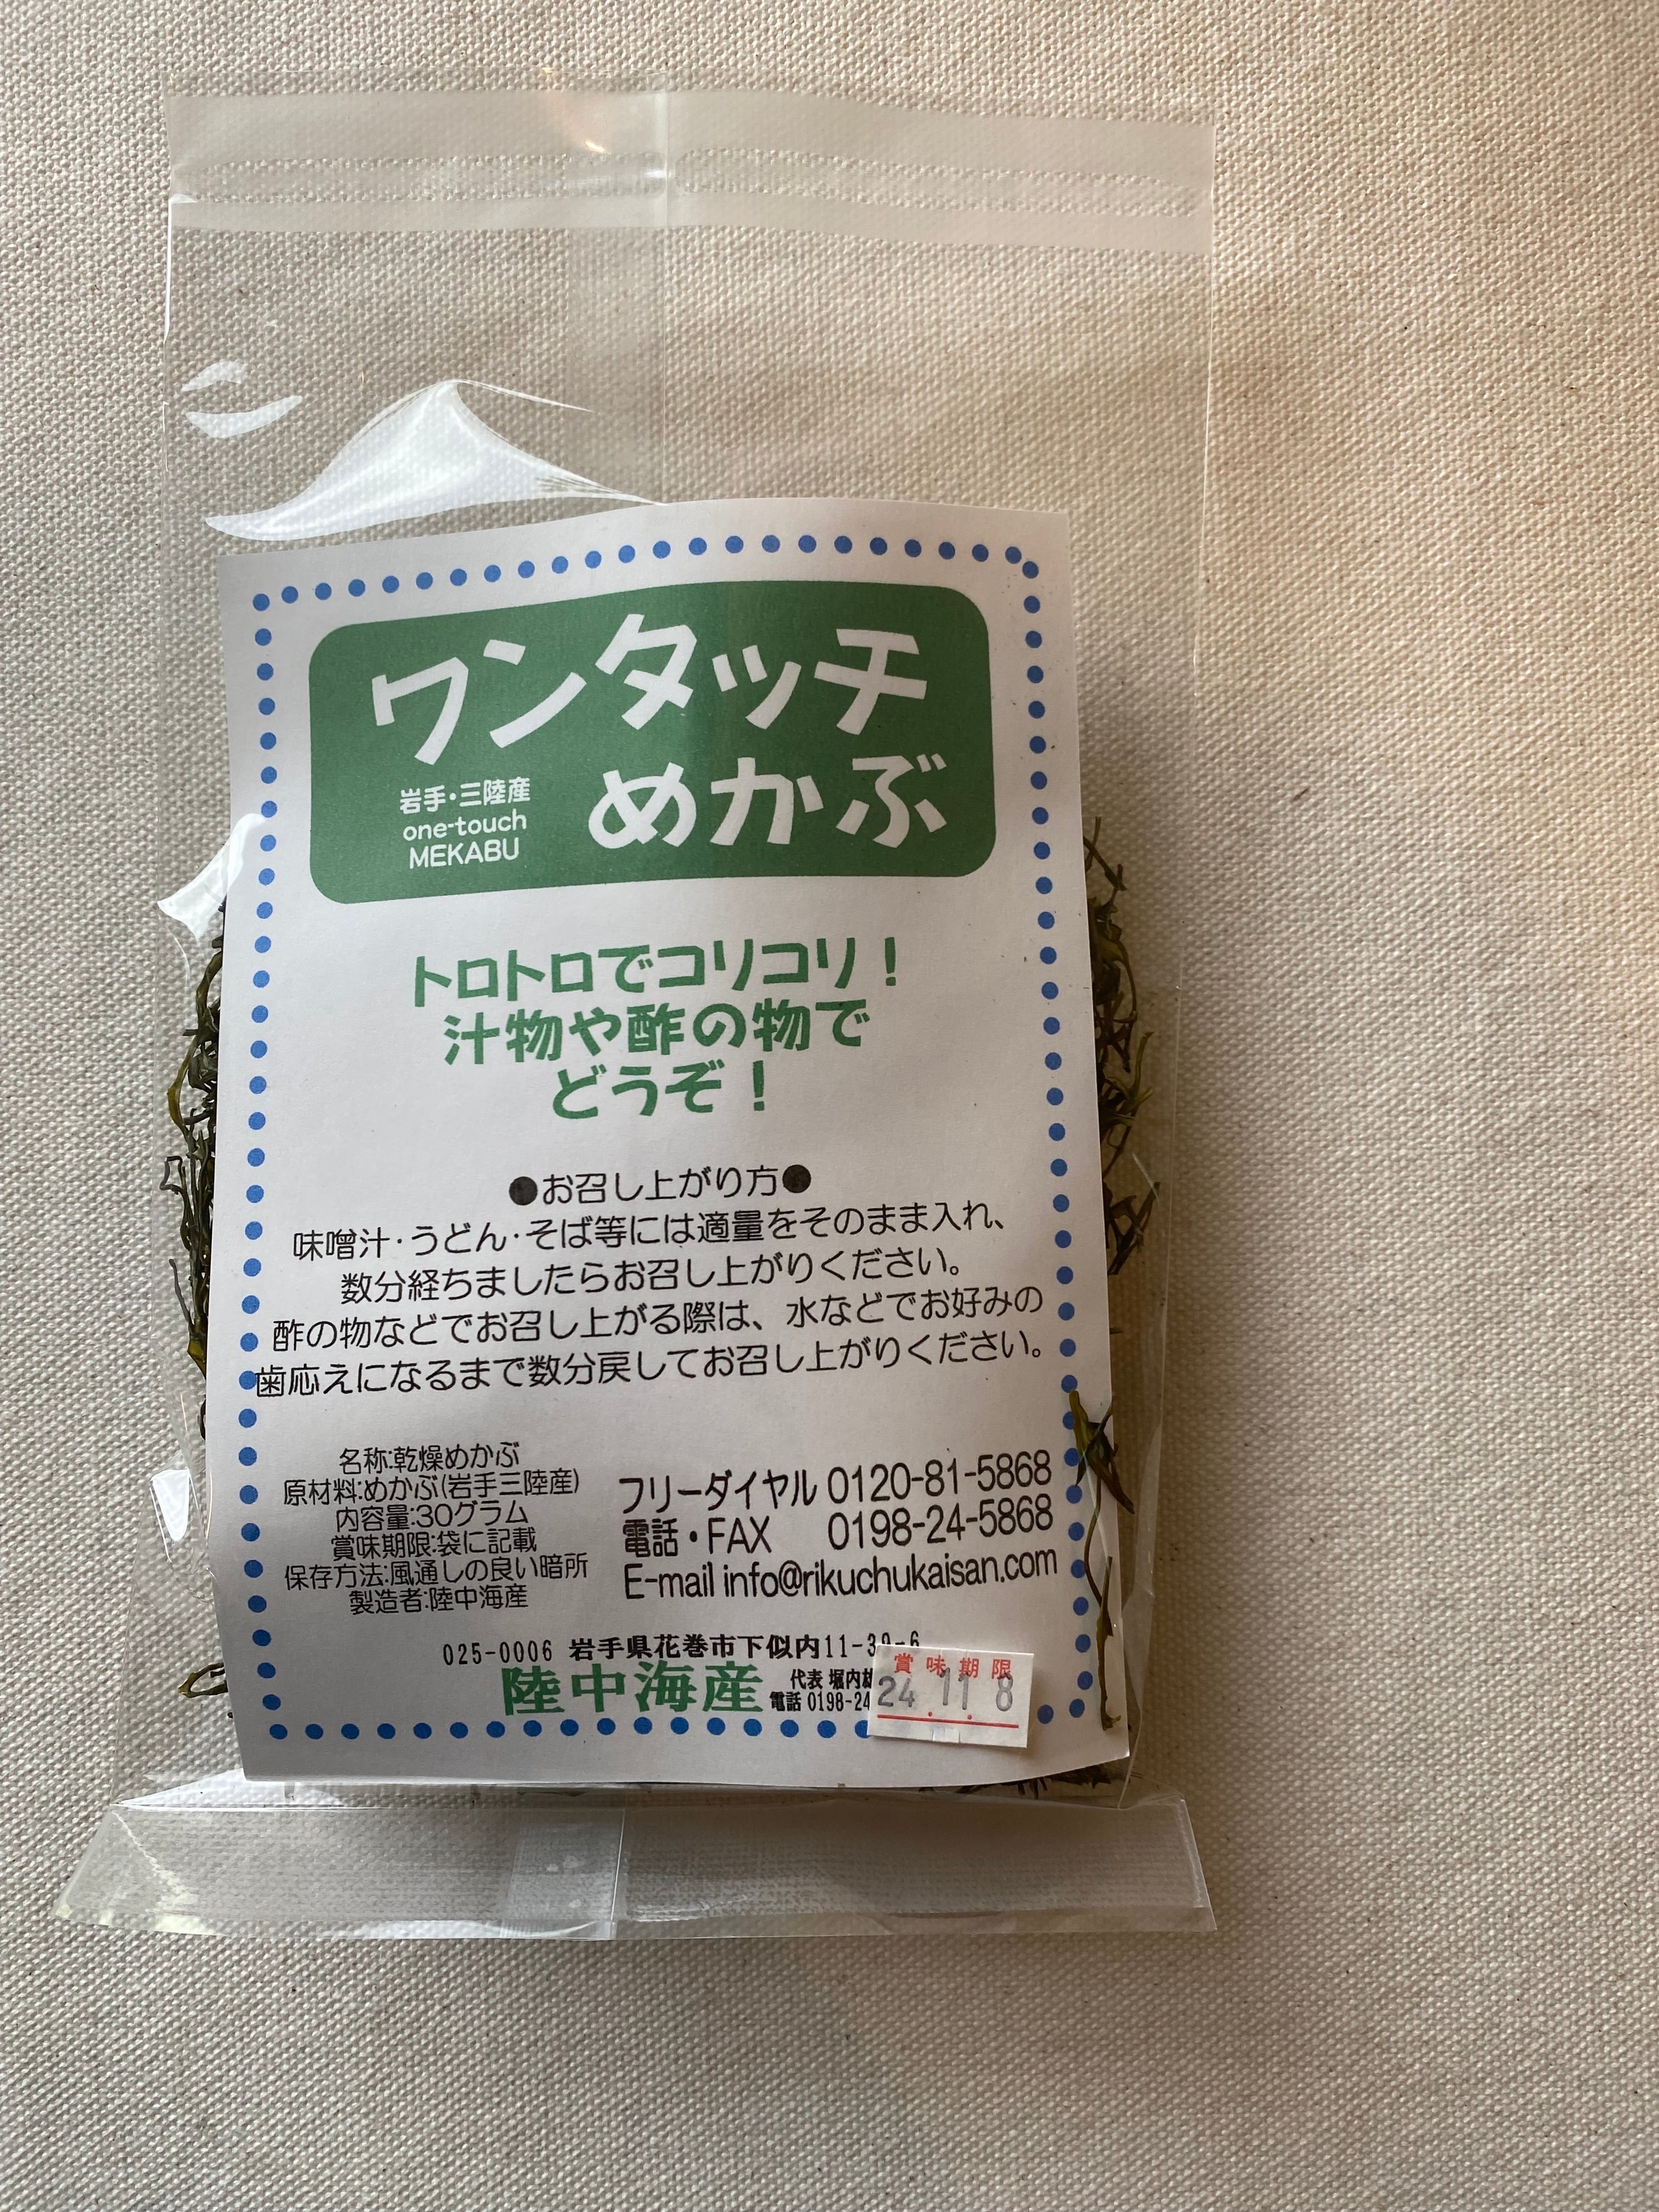 ワンタッチ
めかぶ
岩手・三陸産
one-touch
MEKABU
トロトロでコリコリ！
汁物や酢の物で
どうぞ！
●お召し上がり方●
味噌汁・うどん・そば等には適量をそのまま入れ、
数分経ちましたらお召し上がりください。
酢の物などでお召し上がる際は、水などでお好みの
歯応えになるまで数分戻してお召し上がりください。
名称:乾燥めかぶ
原材料:めかぶ(岩手三陸産)
内容量:30グラム
賞味期限:袋に記載
保存方法:風通しの良い暗所
製造者:陸中海産
フリーダイヤル 0120-81-5868
電話・FAX 0198-24-5868
E-mail info@rikuchukaisan.com
025-0006 岩手県花巻市下似内11-39-6
陸中海産
代表 堀内
電話 0198-24
賞味期限
24.11.8